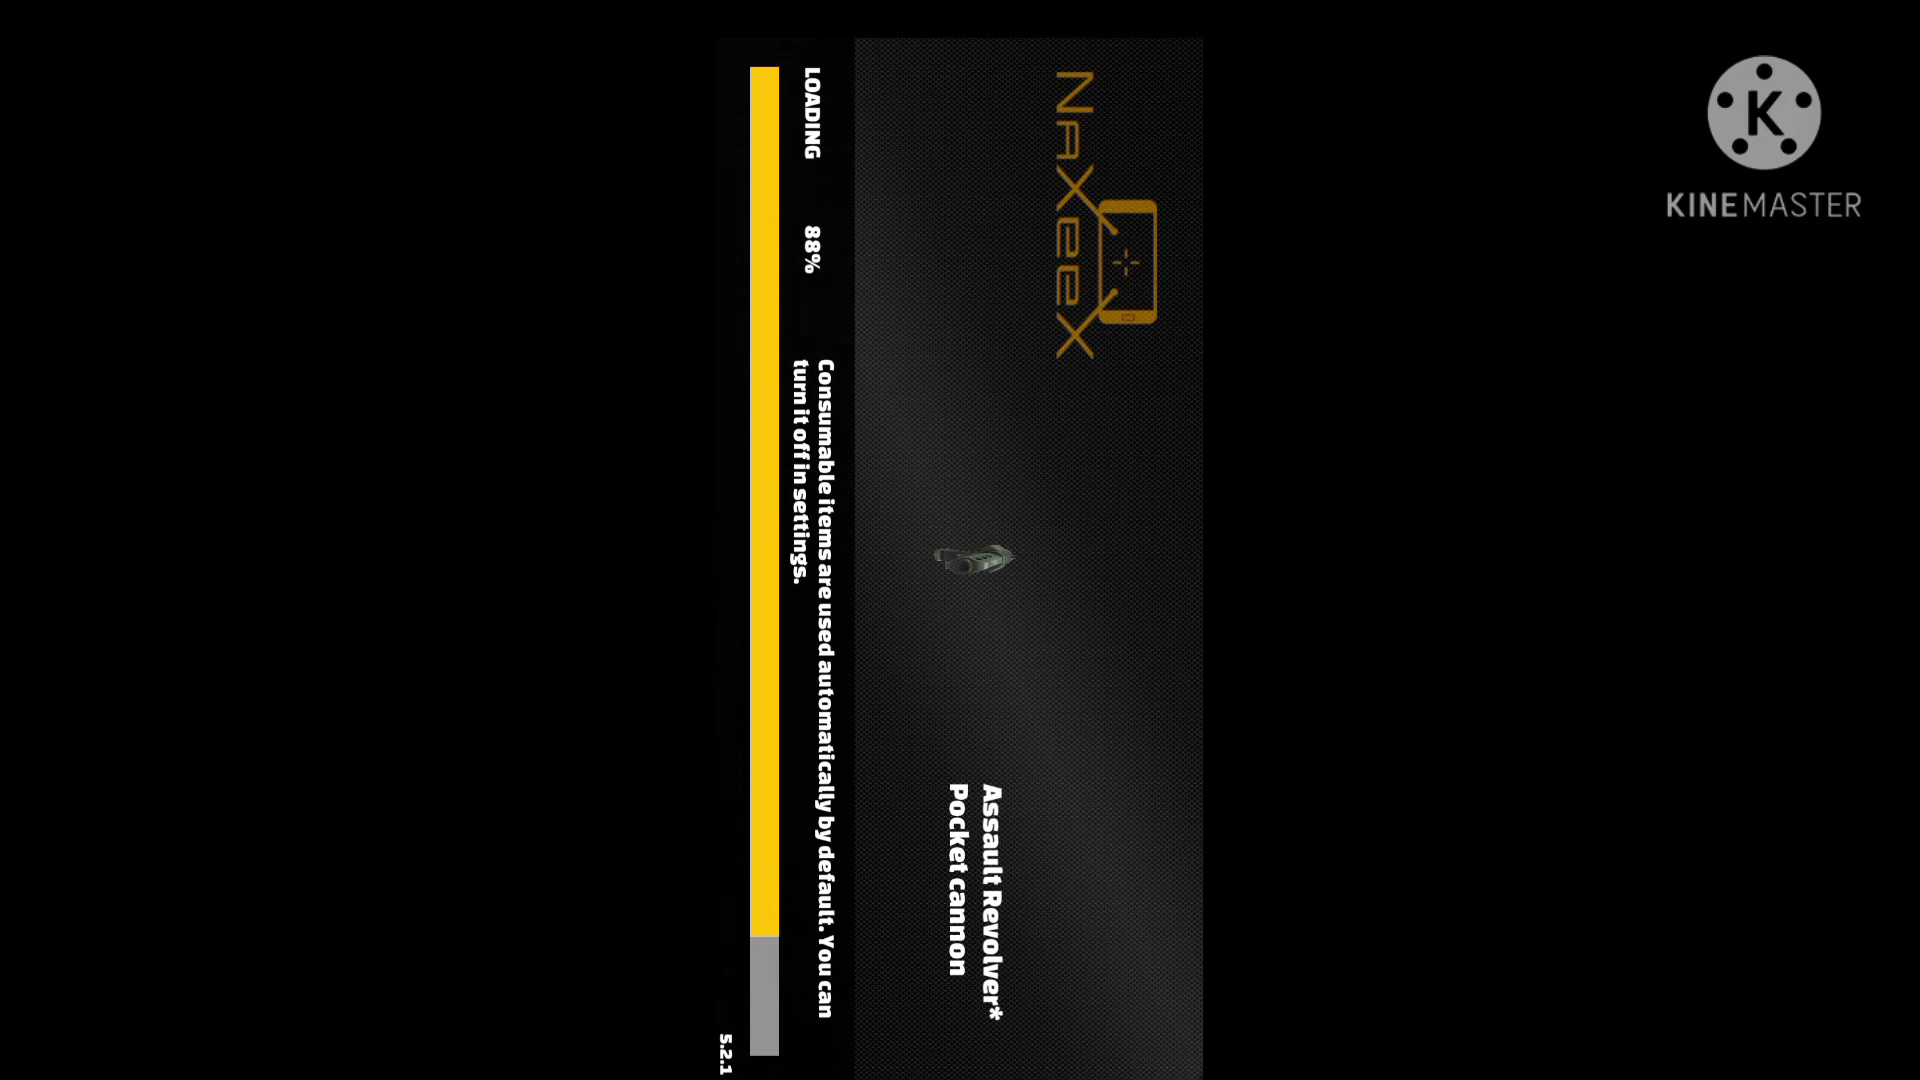 NAXEEX
Assault Revolver*
Pocket cannon
LOADING 88%
Consumable items are used automatically by default. You can
turn it off in settings.
5.2.1
K
KINEMASTER